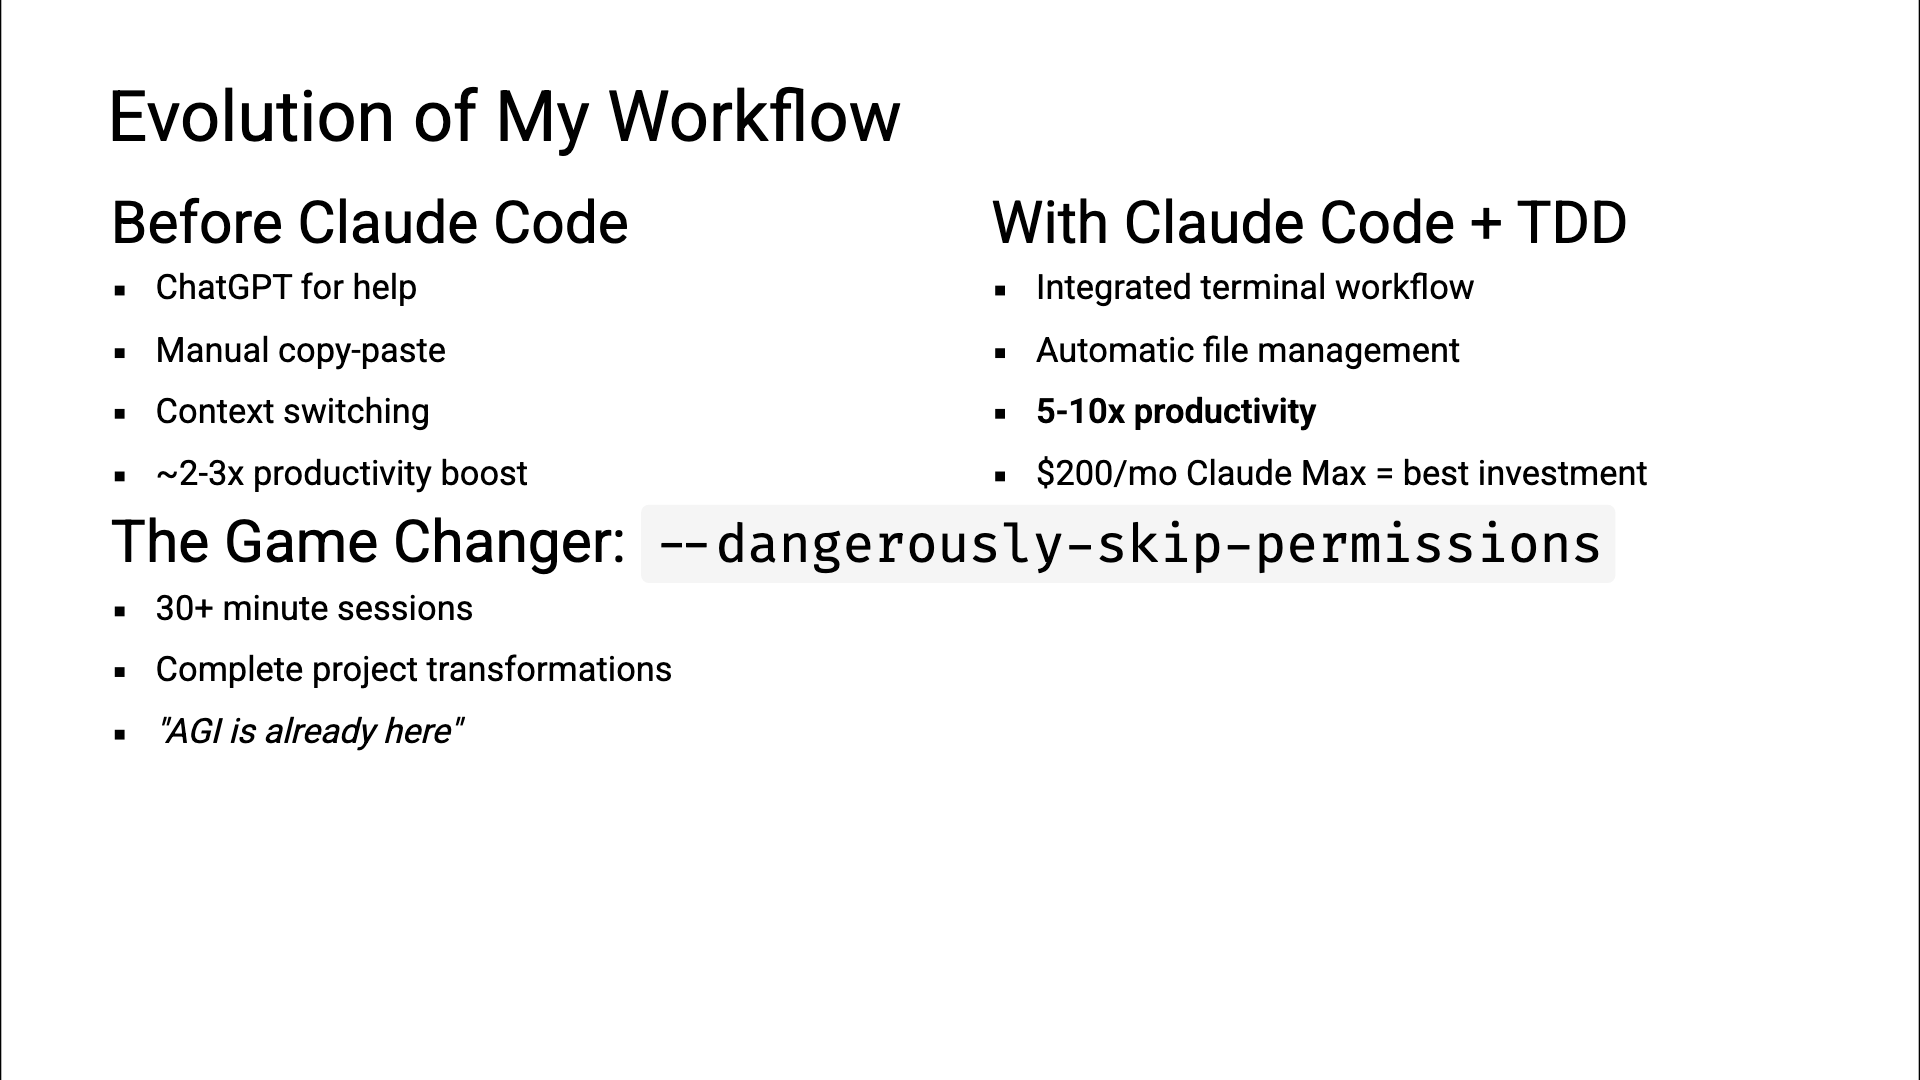 Evolution of My Workflow
Before Claude Code
▪ ChatGPT for help
▪ Manual copy-paste
▪ Context switching
▪ ~2-3x productivity boost
With Claude Code + TDD
▪ Integrated terminal workflow
▪ Automatic file management
▪ 5-10x productivity
▪ $200/mo Claude Max = best investment
The Game Changer: --dangerously-skip-permissions
▪ 30+ minute sessions
▪ Complete project transformations
▪ "AGI is already here"